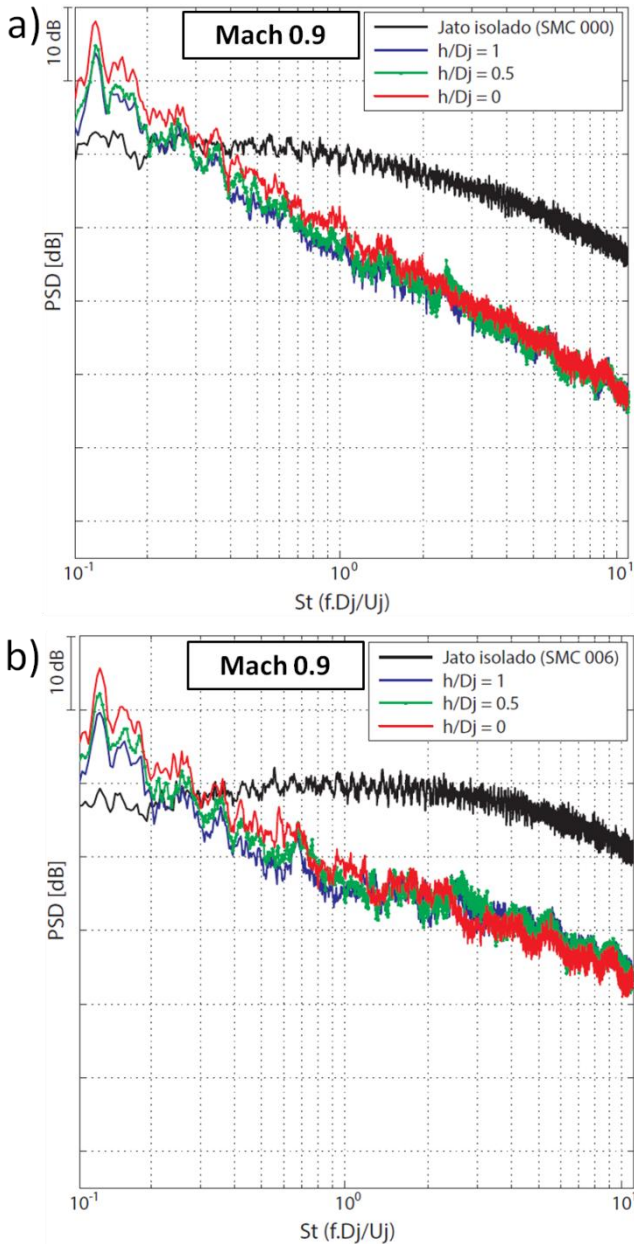 a)
Mach 0.9
Jato isolado (SMC 000)
h/Dj = 1
h/Dj = 0.5
h/Dj = 0
10 dB
PSD [dB]
10-1
100
101
St (f.Dj/Uj)
b)
Mach 0.9
Jato isolado (SMC 006)
h/Dj = 1
h/Dj = 0.5
h/Dj = 0
10 dB
PSD [dB]
10-1
100
101
St (f.Dj/Uj)